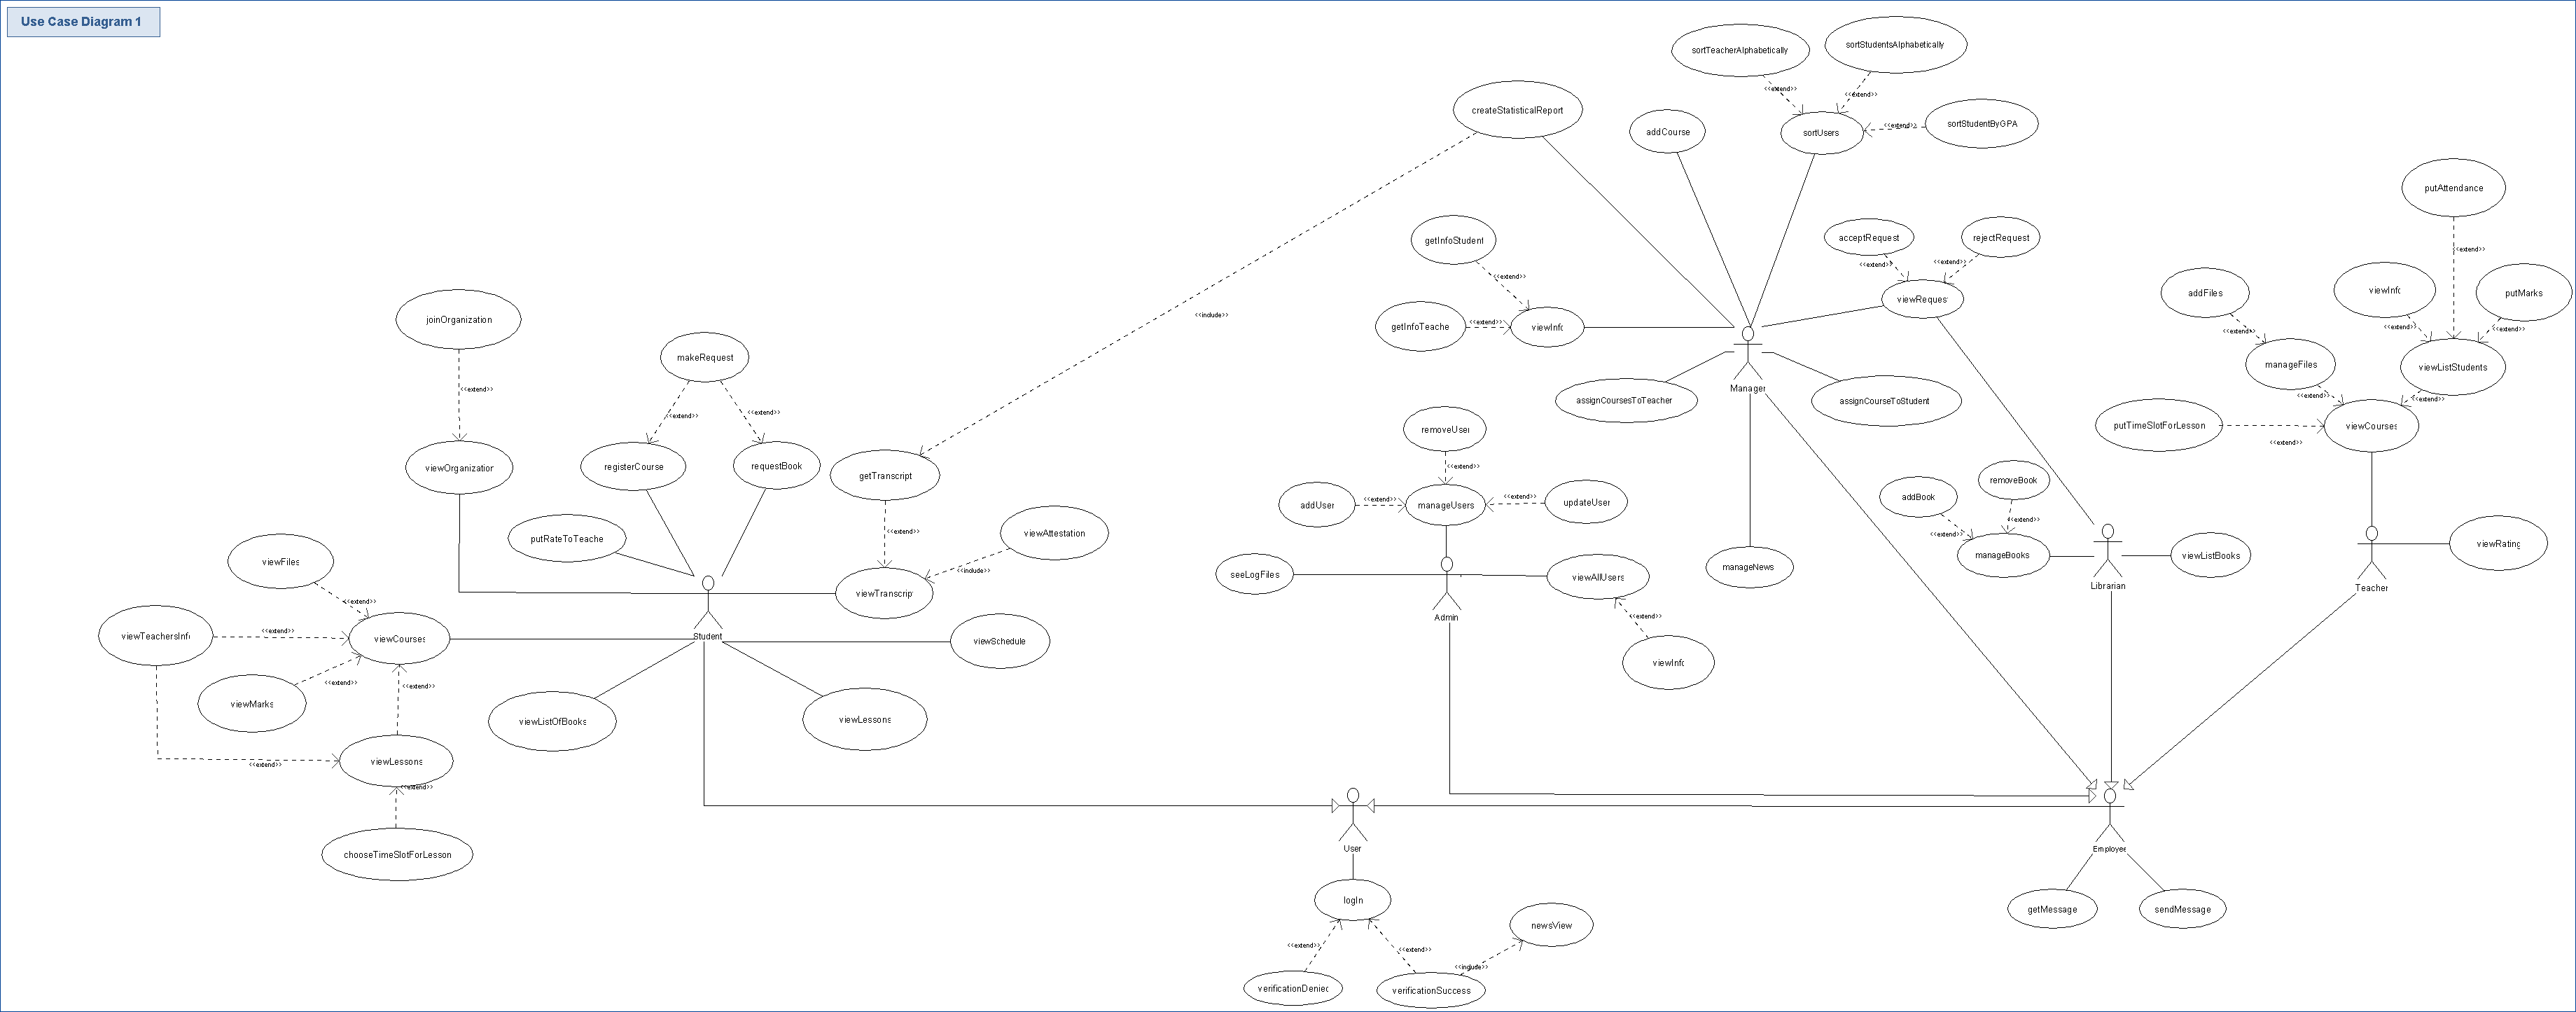 Use Case Diagram 1
sortTeacherAlphabetically
sortStudentsAlphabetically
<<extend>>
<<extend>>
createStatisticalReport
addCourse
sortUsers
<<extend>>
sortStudentByGPA
putAttendance
getInfoStudent
acceptRequest
rejectRequest
<<extend>>
<<extend>>
<<extend>>
<<extend>>
addFiles
viewInfo
putMarks
viewRequest
<<include>>
getInfoTeache
<<extend>>
viewInfo
<<extend>>
<<extend>>
<<extend>>
joinOrganization
makeRequest
manageFiles
viewListStudents
Manager
<<extend>>
<<extend>>
<<extend>>
<<extend>>
assignCoursesToTeacher
assignCourseToStudent
<<extend>>
<<extend>>
putTimeSlotForLesson
viewCourses
<<extend>>
removeUser
<<extend>>
viewOrganization
registerCourse
requestBook
getTranscript
removeBook
addBook
<<extend>>
addUser
<<extend>>
manageUsers
updateUser
<<extend>>
<<extend>>
<<extend>>
viewAttestation
putRateToTeache
viewRating
manageBooks
viewListBooks
viewFiles
<<include>>
seeLogFiles
viewAllUsers
manageNews
Librarian
Teacher
viewTranscript
<<extend>>
Admin
<<extend>>
viewTeachersInfo
<<extend>>
viewCourses
Student
viewSchedule
viewInfo
<<extend>>
<<extend>>
viewMarks
viewListOfBooks
viewLessons
viewLessons
<<extend>>
<<extend>>
chooseTimeSlotForLesson
User
Employee
logIn
getMessage
sendMessage
newsView
<<extend>>
<<extend>>
<<include>>
verificationDenied
verificationSuccess